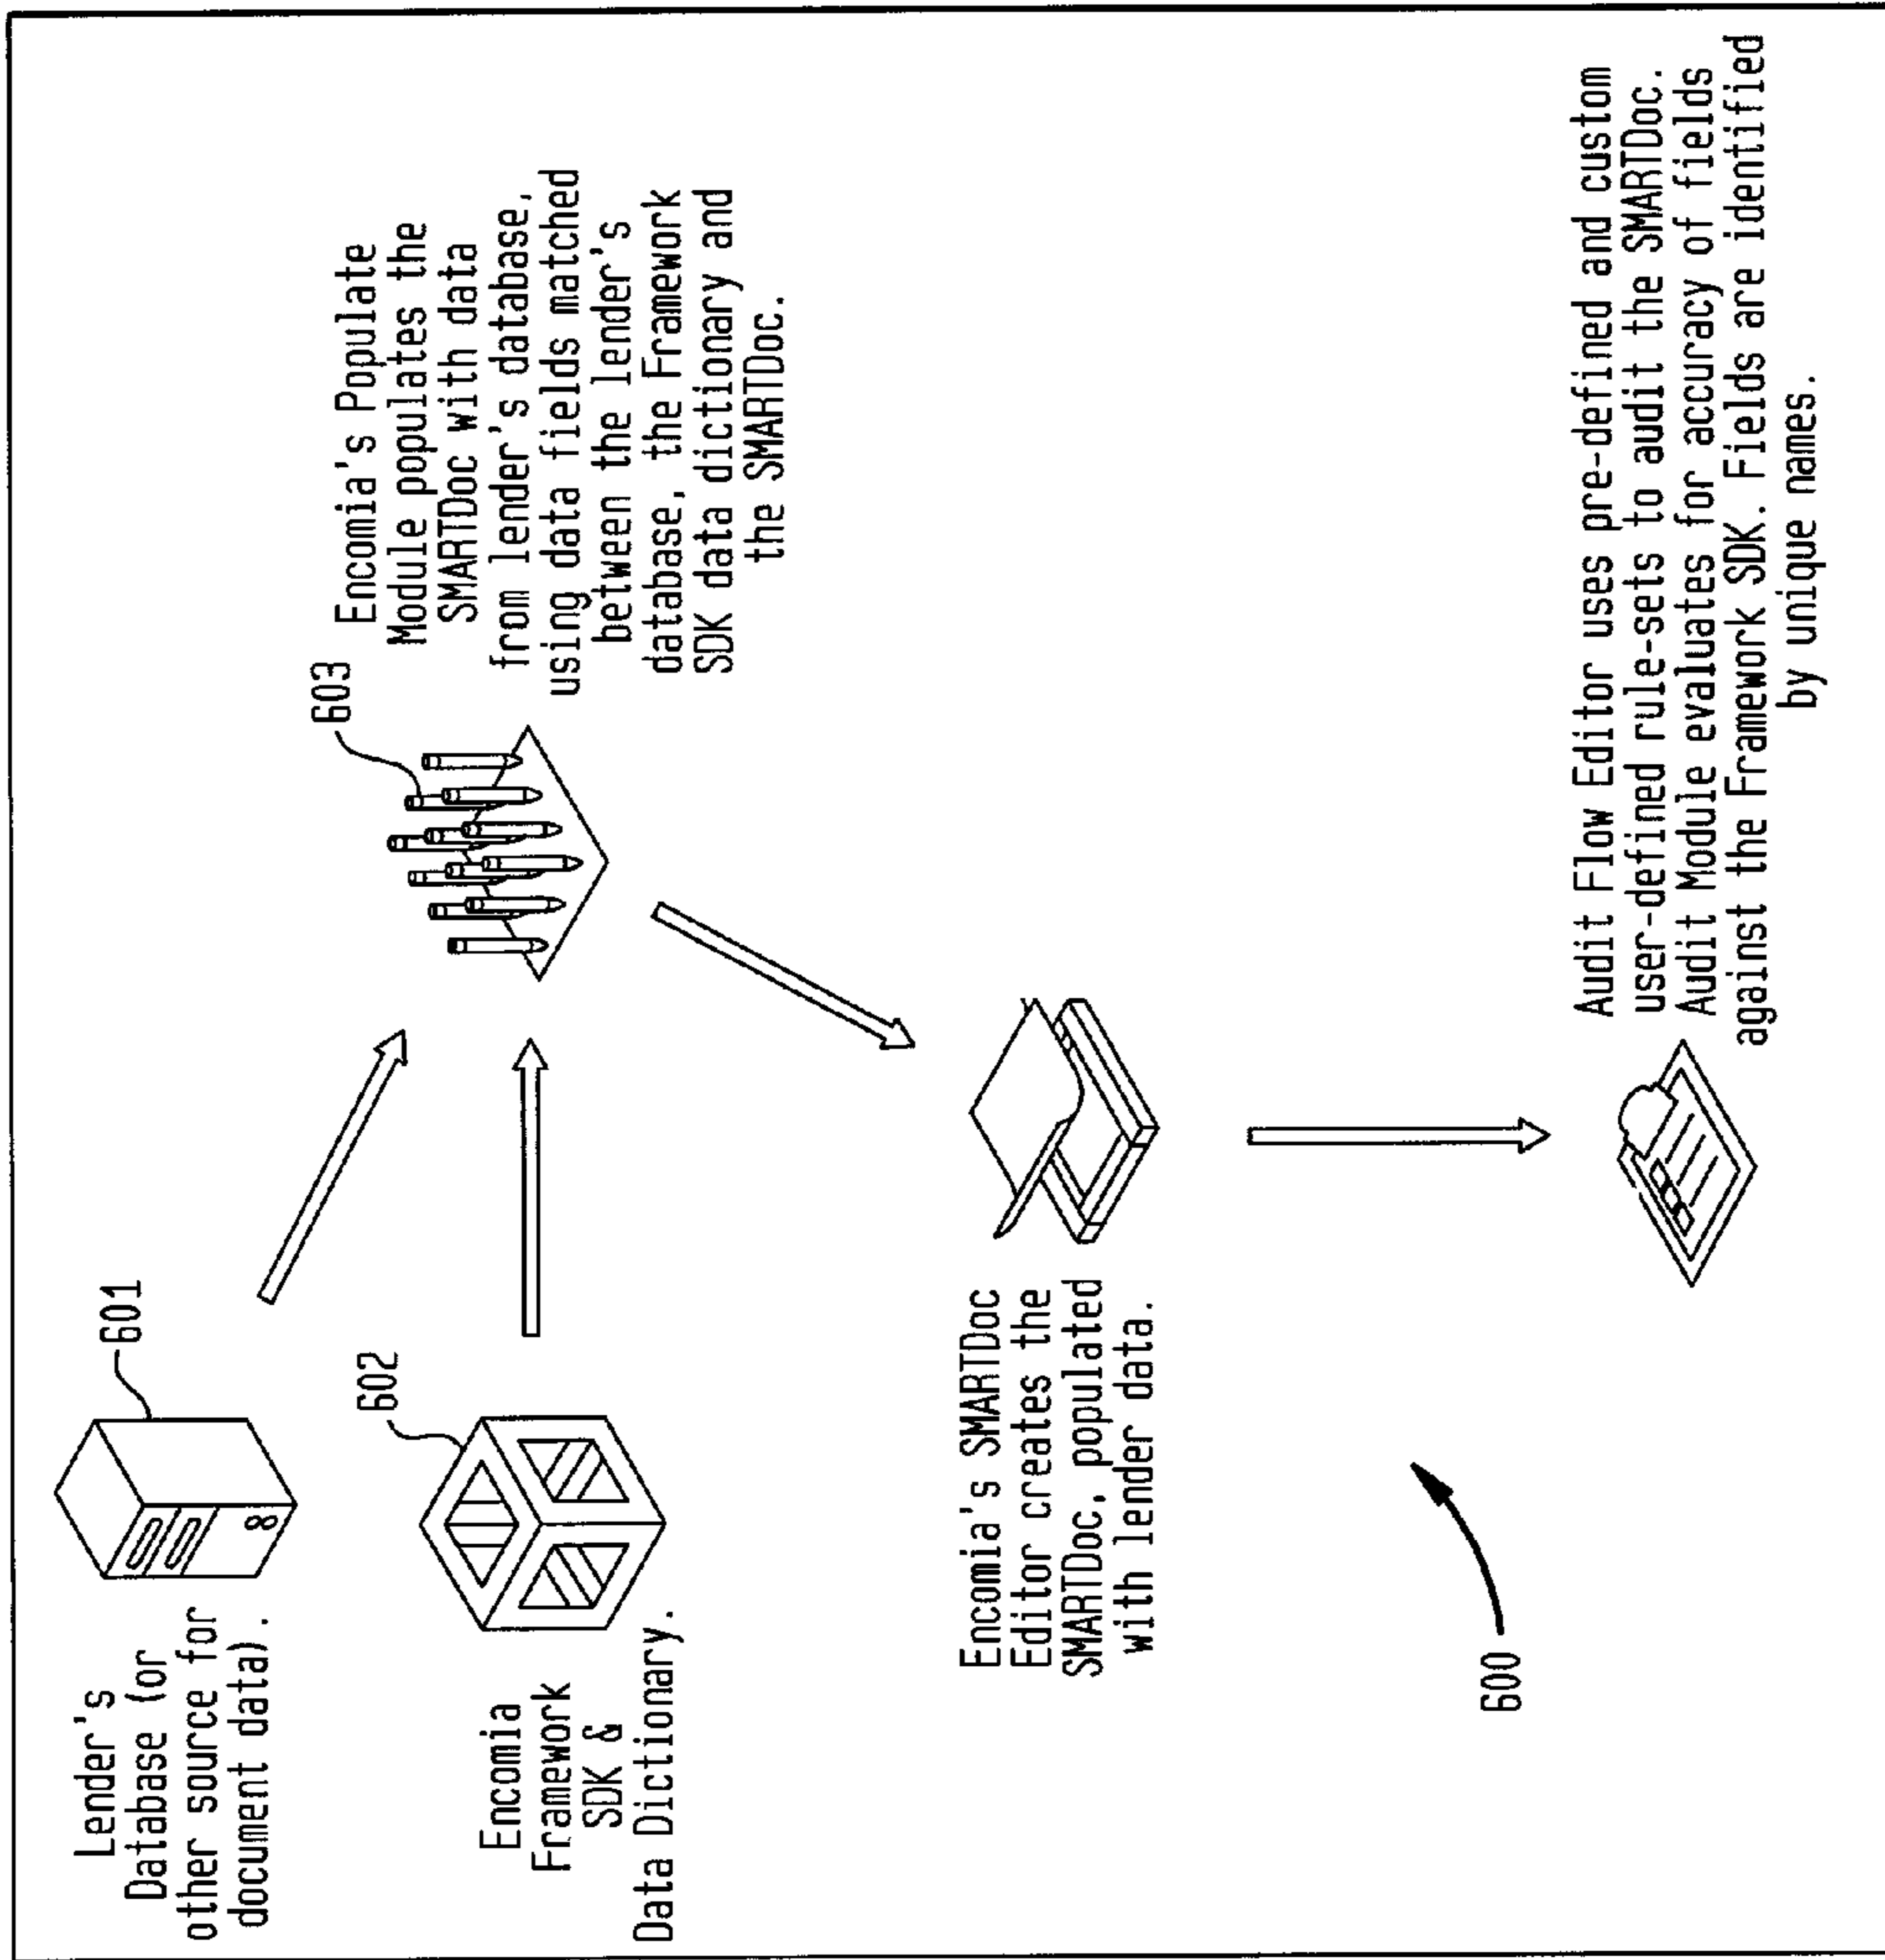 Lender's
Database (or
other source for
document data).
601
Encomia
Framework
SDK &
Data Dictionary.
602
603
Encomia's Populate
Module populates the
SMARTDoc with data
from lender's database,
using data fields matched
between the lender's
database, the Framework
SDK data dictionary and
the SMARTDoc.
Encomia's SMARTDoc
Editor creates the
SMARTDoc, populated
with lender data.
600
Audit Flow Editor uses pre-defined and custom
user-defined rule-sets to audit the SMARTDoc.
Audit Module evaluates for accuracy of fields
against the Framework SDK. Fields are identified
by unique names.
8